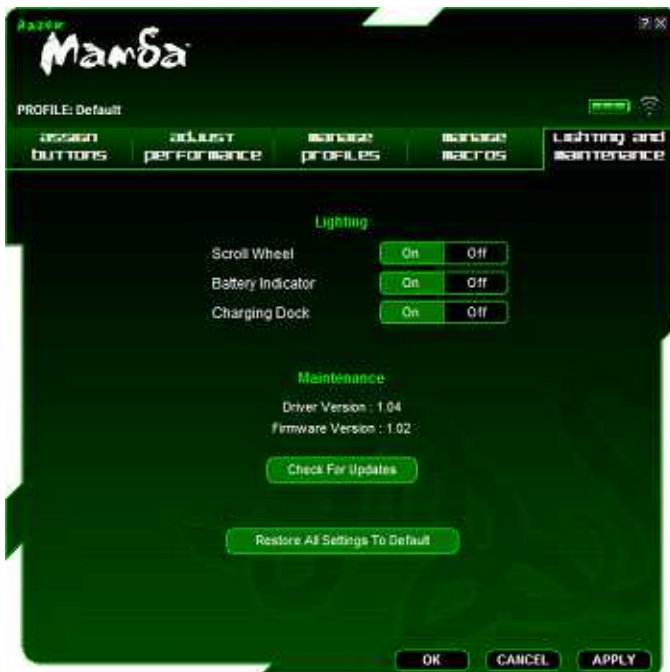 Razer
Mamba
? X
PROFILE: Default
assign buttons
adjust performance
manage profiles
manage macros
Lighting and maintenance
Lighting
Scroll Wheel On Off
Battery Indicator On Off
Charging Dock On Off
Maintenance
Driver Version : 1.04
Firmware Version : 1.02
Check For Updates
Restore All Settings To Default
OK CANCEL APPLY